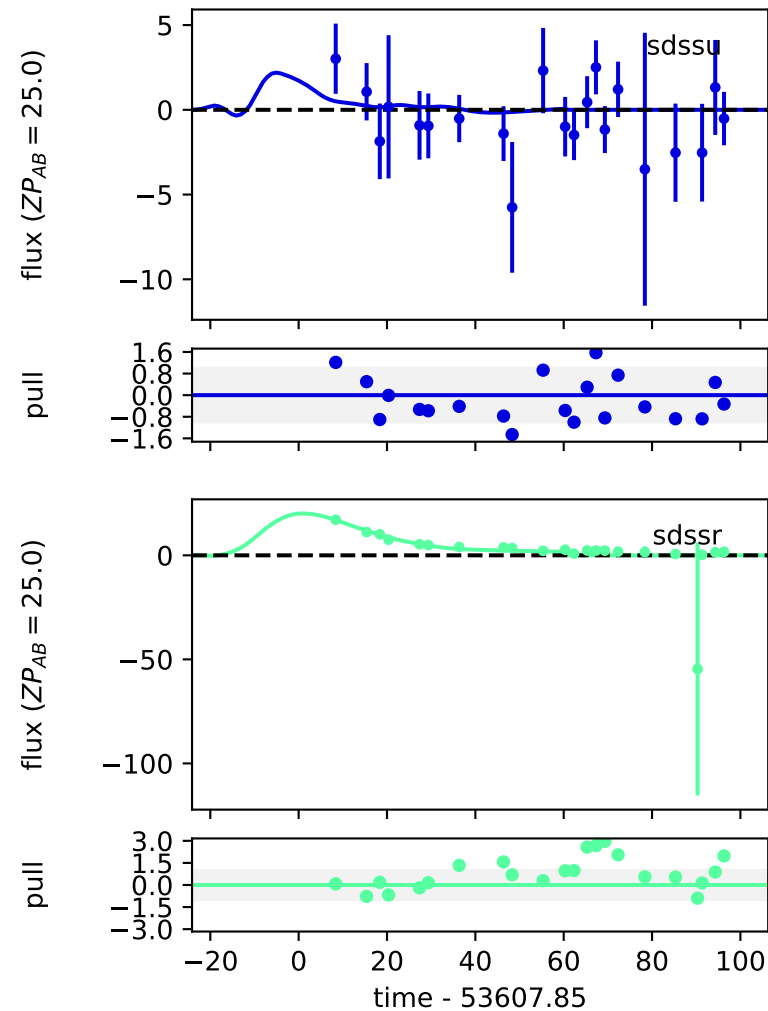 sdssu
flux (ZP_AB = 25.0)
5
0
−5
−10
pull
1.6
0.8
0.0
−0.8
−1.6
sdssr
flux (ZP_AB = 25.0)
0
−50
−100
pull
3.0
1.5
0.0
−1.5
−3.0
−20 0 20 40 60 80 100
time - 53607.85